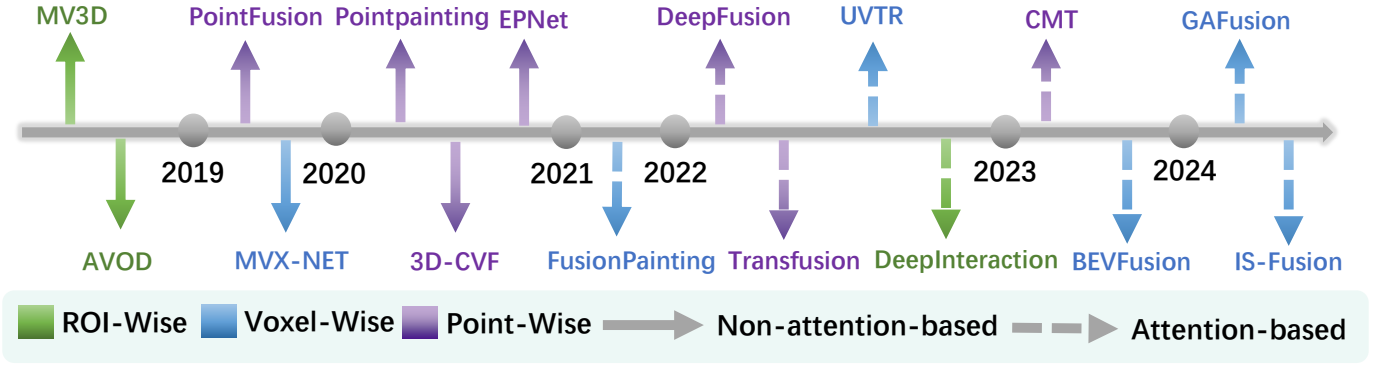 MV3D PointFusion Pointpainting EPNet DeepFusion UVTR CMT GAFusion
2019 2020 2021 2022 2023 2024
AVOD MVX-NET 3D-CVF FusionPainting Transfusion DeepInteraction BEVFusion IS-Fusion
ROI-Wise Voxel-Wise Point-Wise Non-attention-based Attention-based